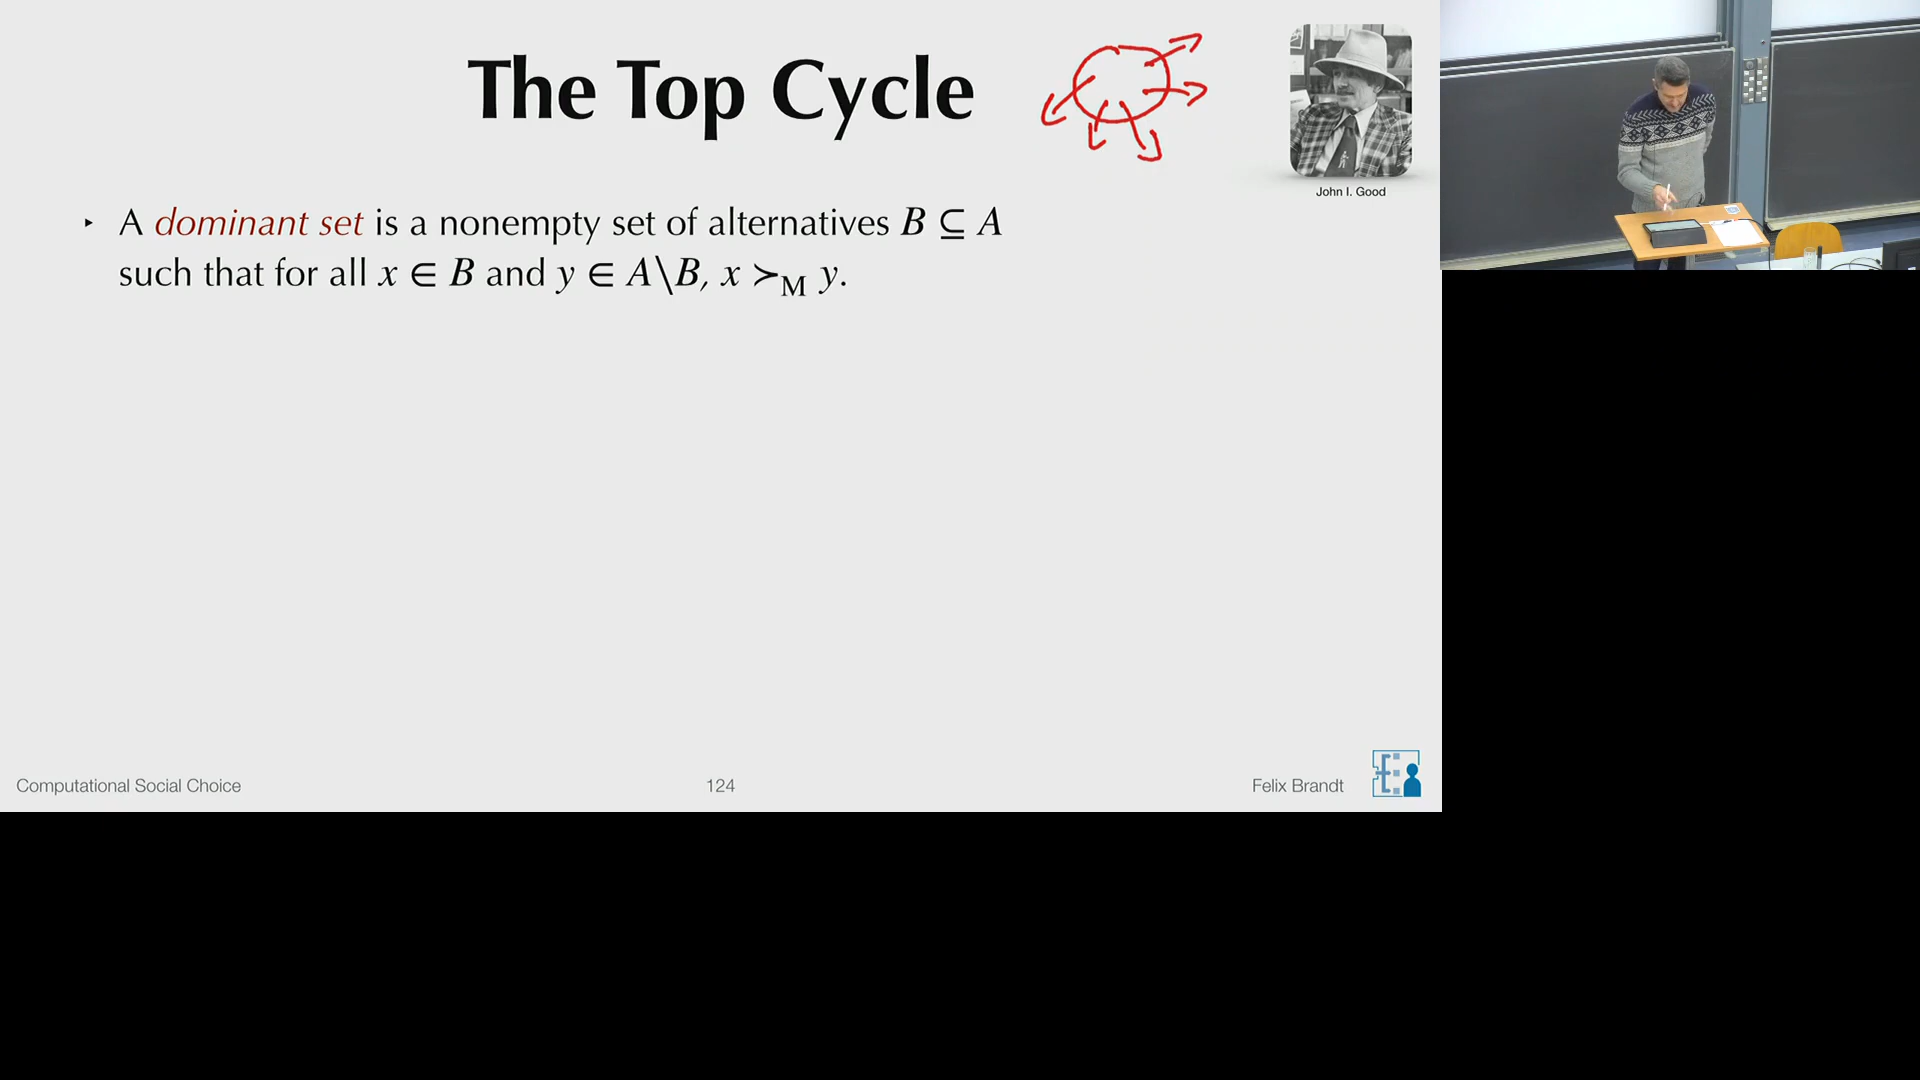 The Top Cycle
John I. Good
‣ A dominant set is a nonempty set of alternatives B ⊆ A
such that for all x ∈ B and y ∈ A\B, x ≻M y.
Computational Social Choice
124
Felix Brandt